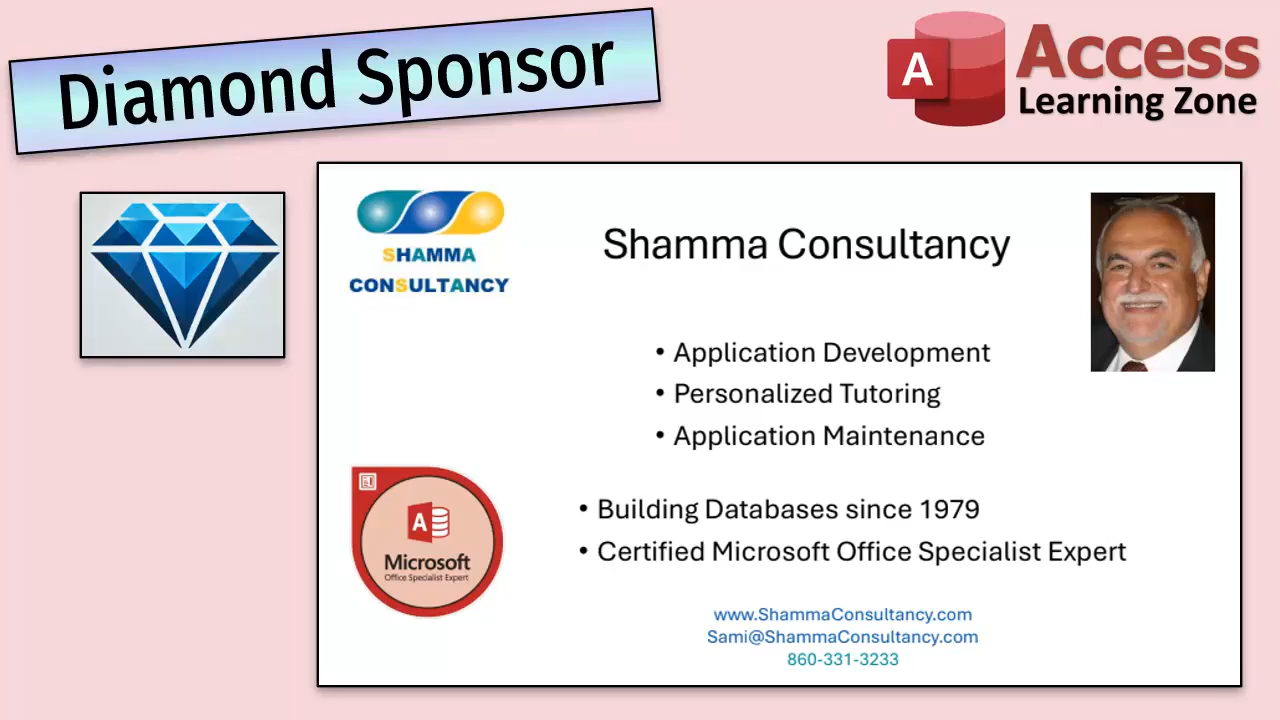 Diamond Sponsor
A
Access
Learning Zone
SHAMMA
CONSULTANCY
Shamma Consultancy
• Application Development
• Personalized Tutoring
• Application Maintenance
A
Microsoft
Office Specialist Expert
• Building Databases since 1979
• Certified Microsoft Office Specialist Expert
www.ShammaConsultancy.com
Sami@ShammaConsultancy.com
860-331-3233